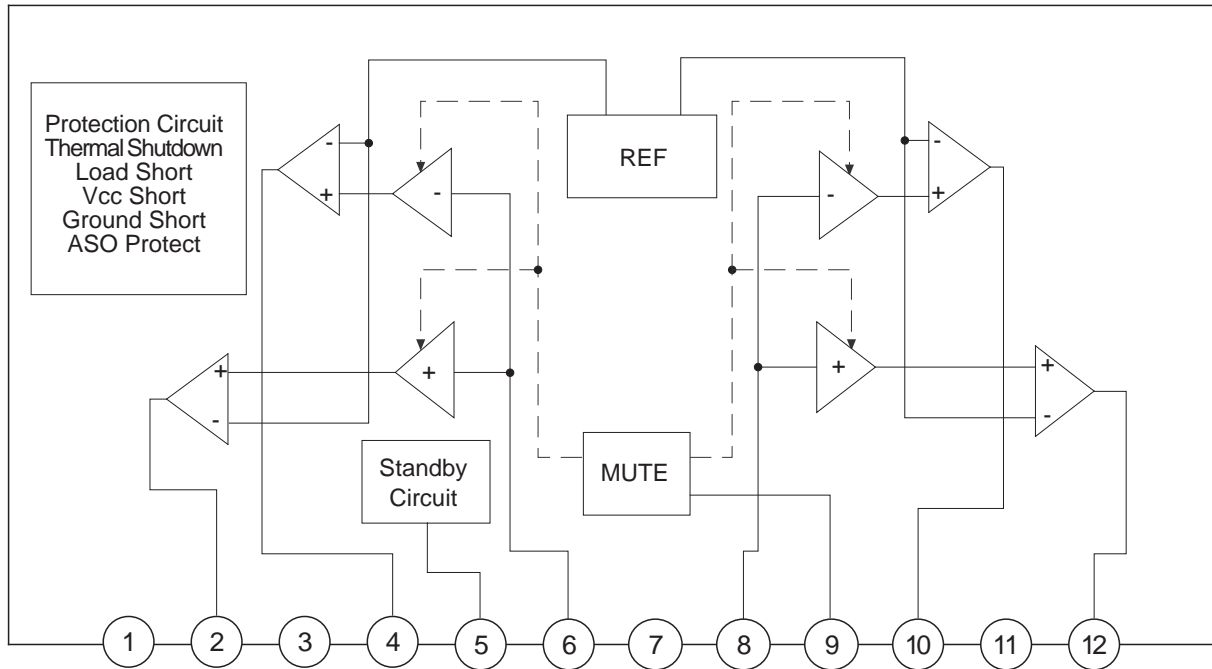 Protection Circuit
Thermal Shutdown
Load Short
Vcc Short
Ground Short
ASO Protect
REF
-
+
-
-
-
+
+
-
+
+
+
-
Standby
Circuit
MUTE
1 2 3 4 5 6 7 8 9 10 11 12